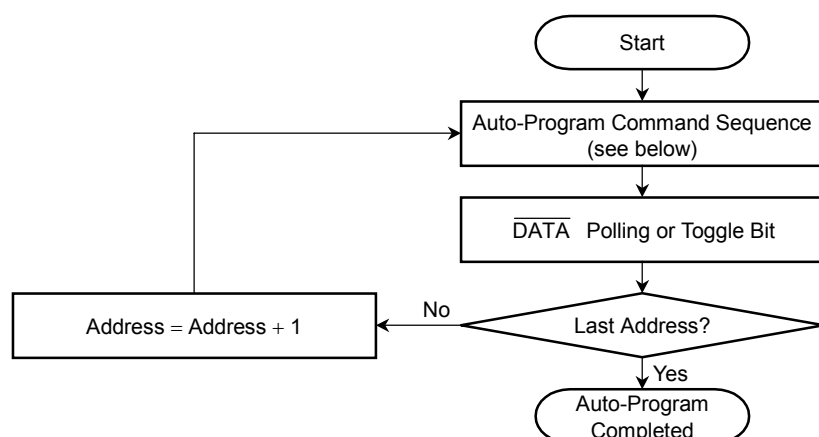 Start
Auto-Program Command Sequence
(see below)
D̅A̅T̅A̅ Polling or Toggle Bit
Address = Address + 1
No
Last Address?
Yes
Auto-Program
Completed